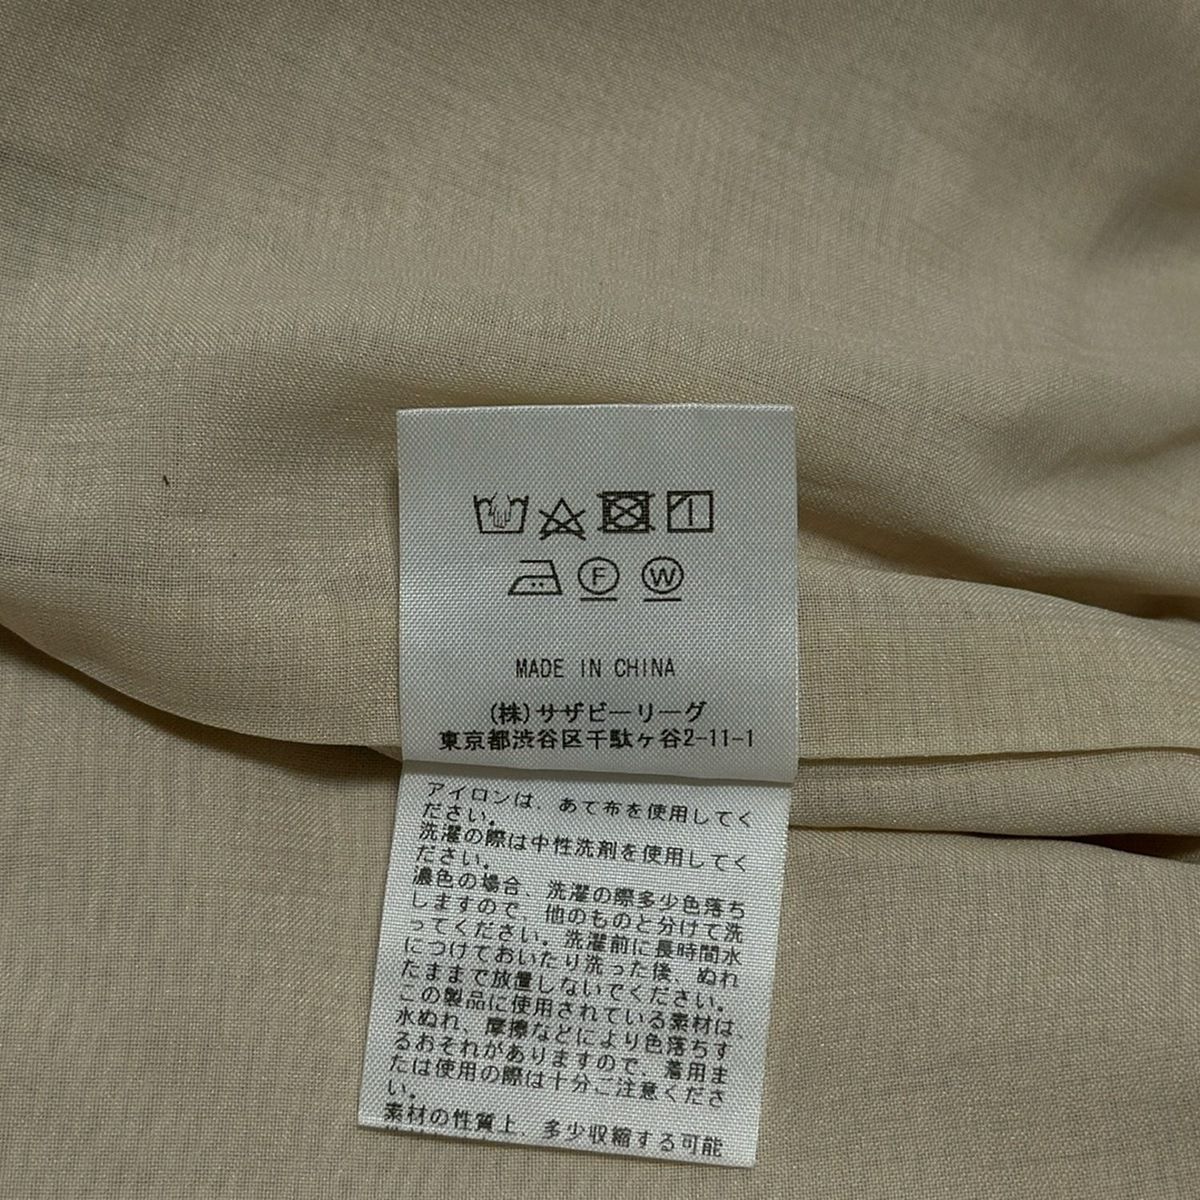 F W
MADE IN CHINA
(株)サザビーリーグ
東京都渋谷区千駄ヶ谷2-11-1
アイロンは、あて布を使用してく
ださい。
洗濯の際は中性洗剤を使用してく
ださい。
濃色の場合、洗濯の際多少色落ち
しますので、他のものと分けて洗
ってください。洗濯前に長時間水
につけておいたり洗った後、ぬれ
たままで放置しないでください。
この製品に使用されている素材は
水ぬれ、摩擦などにより色落ちす
るおそれがありますので、着用ま
たは使用の際は十分ご注意くださ
い。
素材の性質上、多少収縮する可能